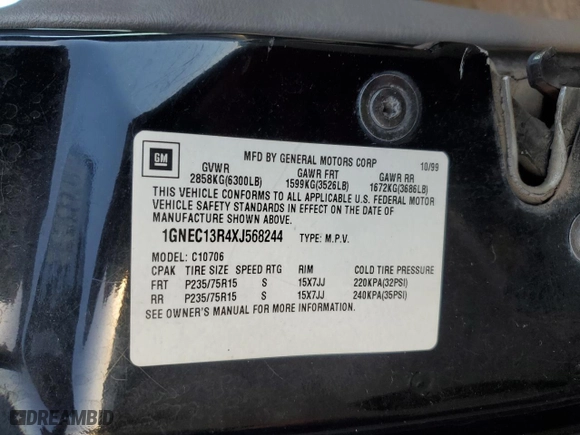 GM
MFD BY GENERAL MOTORS CORP 10/99
GVWR GAWR FRT GAWR RR
2858KG(6300LB) 1599KG(3526LB) 1672KG(3686LB)
THIS VEHICLE CONFORMS TO ALL APPLICABLE U.S. FEDERAL MOTOR
VEHICLE SAFETY STANDARDS IN EFFECT ON THE DATE OF
MANUFACTURE SHOWN ABOVE.
1GNEC13R4XJ568244 TYPE: M.P.V.
MODEL: C10706
CPAK TIRE SIZE SPEED RTG RIM COLD TIRE PRESSURE
FRT P235/75R15 S 15X7JJ 220KPA(32PSI)
RR P235/75R15 S 15X7JJ 240KPA(35PSI)
SEE OWNER'S MANUAL FOR MORE INFORMATION.
DREAMBID